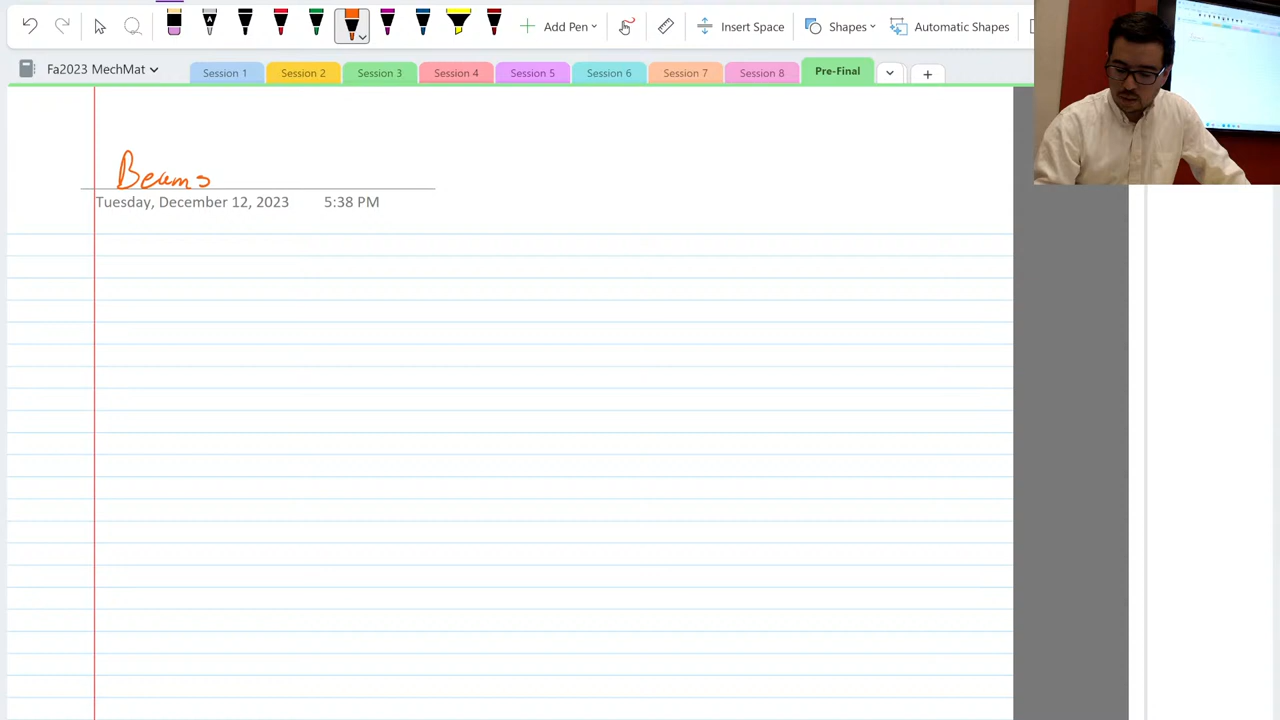 Add Pen
Insert Space
Shapes
Automatic Shapes
Fa2023 MechMat
Session 1
Session 2
Session 3
Session 4
Session 5
Session 6
Session 7
Session 8
Pre-Final
Beams
Tuesday, December 12, 2023 5:38 PM